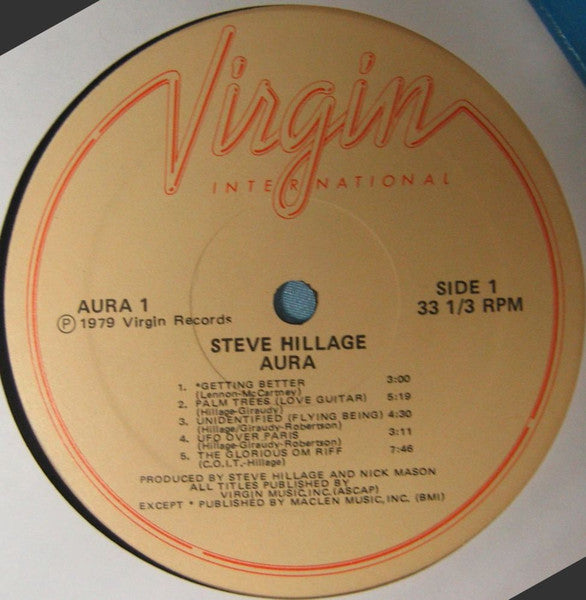 Virgin
INTERNATIONAL
AURA 1
℗ 1979 Virgin Records
SIDE 1
33 1/3 RPM
STEVE HILLAGE
AURA
1. *GETTING BETTER 3:00
(Lennon-McCartney)
2. PALM TREES (LOVE GUITAR) 5:19
(Hillage-Giraudy)
3. UNIDENTIFIED (FLYING BEING) 4:30
(Hillage/Giraudy-Robertson)
4. UFO OVER PARIS 3:11
(Hillage-Giraudy-Robertson)
5. THE GLORIOUS OM RIFF 7:46
(C.O.I.T.-Hillage)
PRODUCED BY STEVE HILLAGE AND NICK MASON
ALL TITLES PUBLISHED BY
VIRGIN MUSIC,INC.(ASCAP)
EXCEPT * PUBLISHED BY MACLEN MUSIC,INC. (BMI)